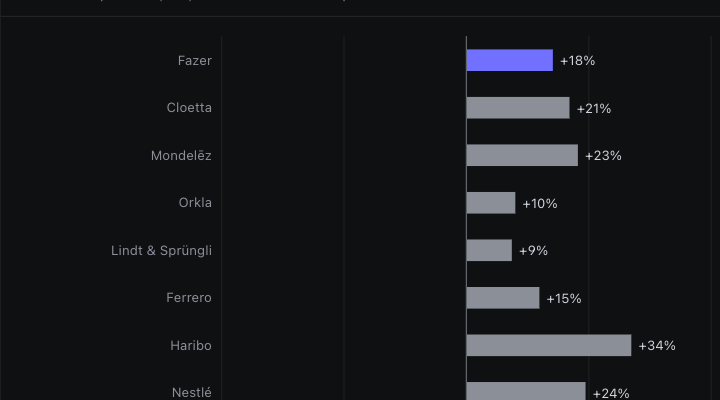 Fazer +18%
Cloetta +21%
Mondelēz +23%
Orkla +10%
Lindt & Sprüngli +9%
Ferrero +15%
Haribo +34%
Nestlé +24%